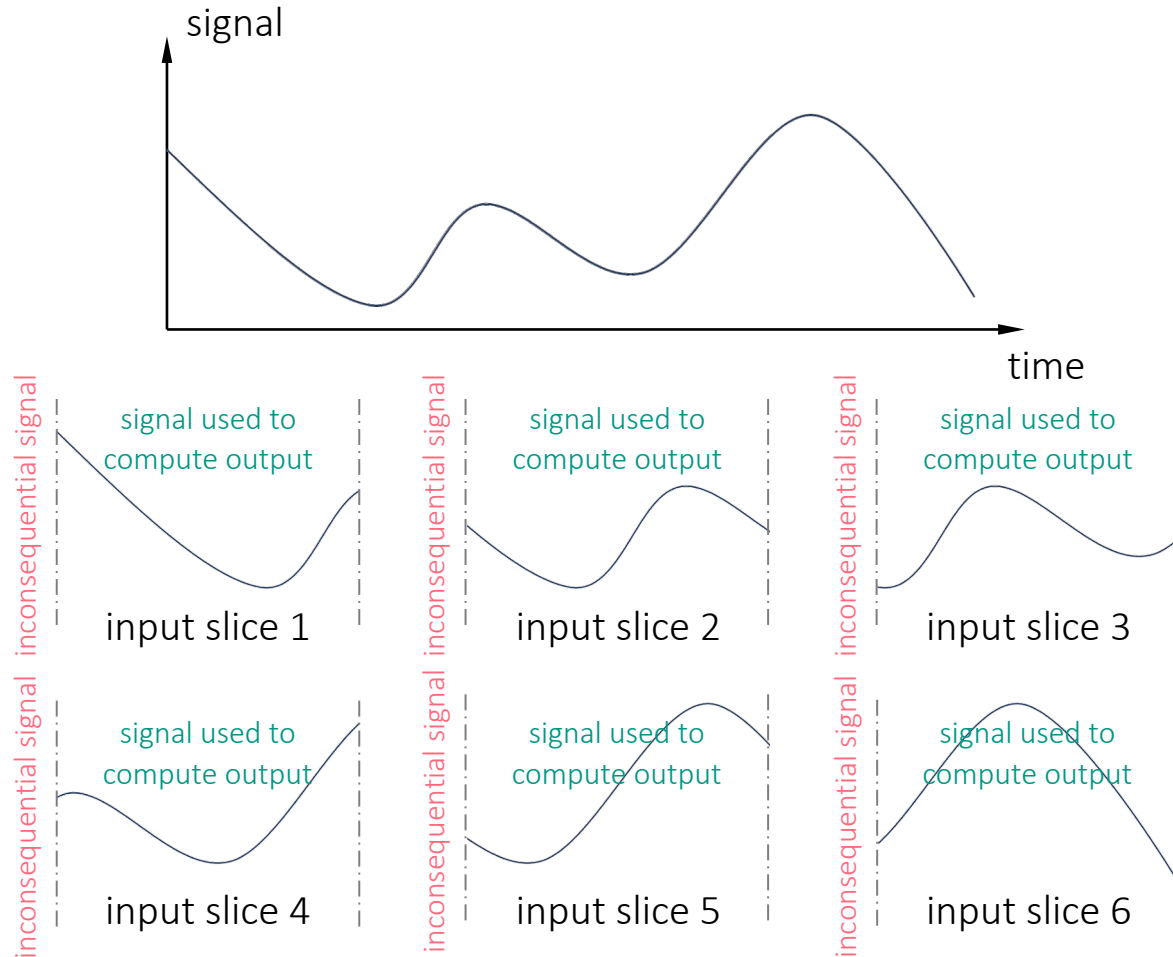 signal
time
inconsequential signal
signal used to
compute output
input slice 1
inconsequential signal
signal used to
compute output
input slice 2
inconsequential signal
signal used to
compute output
input slice 3
inconsequential signal
signal used to
compute output
input slice 4
inconsequential signal
signal used to
compute output
input slice 5
inconsequential signal
signal used to
compute output
input slice 6